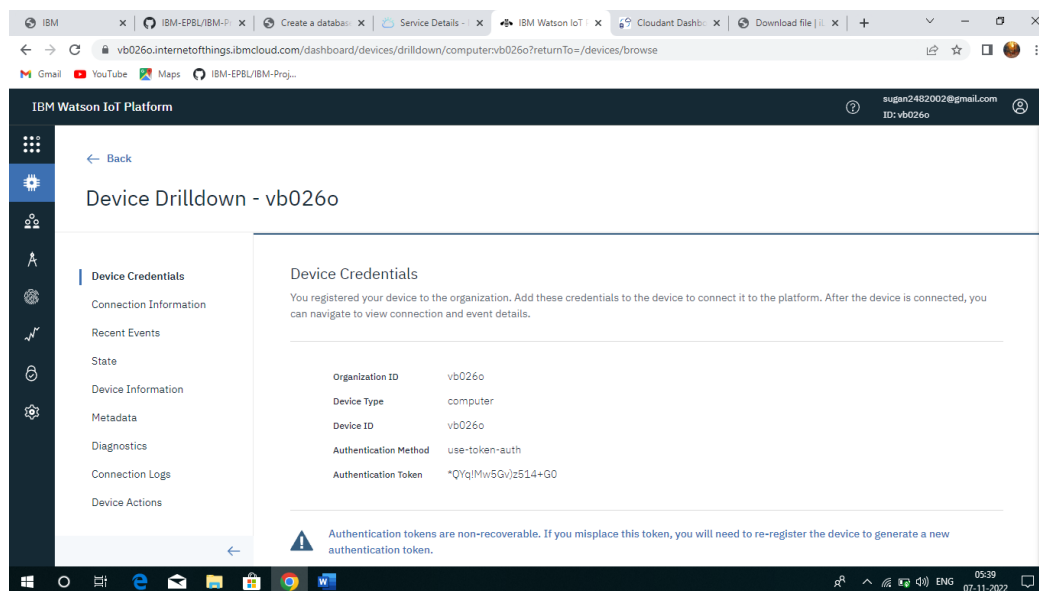 IBM
IBM-EPBL/IBM-Pr
Create a databas
Service Details -
IBM Watson IoT
Cloudant Dashbo
Download file |
vb026o.internetofthings.ibmcloud.com/dashboard/devices/drilldown/computer:vb026o?returnTo=/devices/browse
Gmail YouTube Maps IBM-EPBL/IBM-Proj...
IBM Watson IoT Platform
sugan2482002@gmail.com
ID: vb026o
Back
Device Drilldown - vb026o
Device Credentials
Connection Information
Recent Events
State
Device Information
Metadata
Diagnostics
Connection Logs
Device Actions
Device Credentials
You registered your device to the organization. Add these credentials to the device to connect it to the platform. After the device is connected, you
can navigate to view connection and event details.
Organization ID vb026o
Device Type computer
Device ID vb026o
Authentication Method use-token-auth
Authentication Token *QYq!Mw5Gv)z514+G0
Authentication tokens are non-recoverable. If you misplace this token, you will need to re-register the device to generate a new
authentication token.
ENG
05:39
07-11-2022